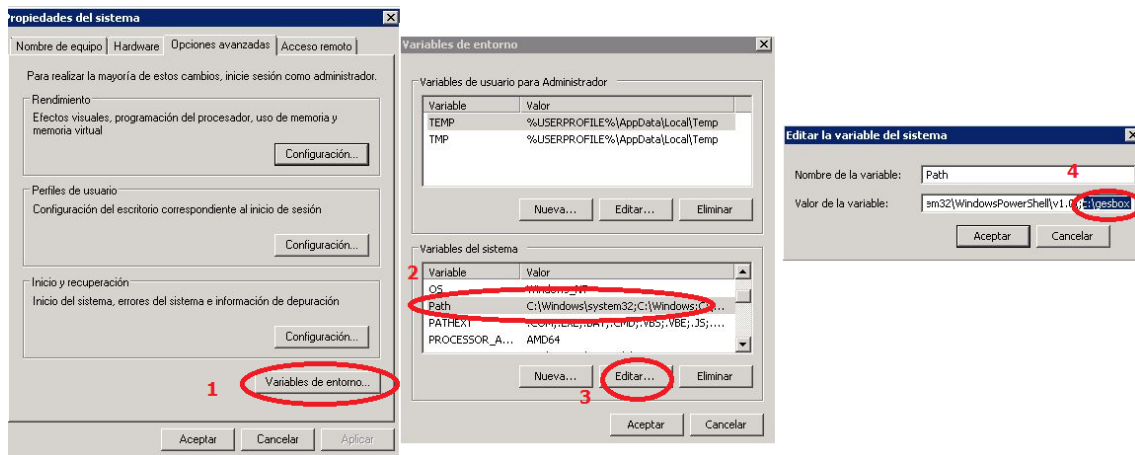 Propiedades del sistema
Nombre de equipo Hardware Opciones avanzadas Acceso remoto
Para realizar la mayoría de estos cambios, inicie sesión como administrador.
Rendimiento
Efectos visuales, programación del procesador, uso de memoria y
memoria virtual
Configuración...
Perfiles de usuario
Configuración del escritorio correspondiente al inicio de sesión
Configuración...
Inicio y recuperación
Inicio del sistema, errores del sistema e información de depuración
Configuración...
1
Variables de entorno...
Aceptar Cancelar Aplicar
Variables de entorno
Variables de usuario para Administrador
Variable Valor
TEMP %USERPROFILE%\AppData\Local\Temp
TMP %USERPROFILE%\AppData\Local\Temp
Nueva... Editar... Eliminar
Variables del sistema
2
Variable Valor
OS Windows_NT
Path C:\Windows\system32;C:\Windows;C:\...
PATHEXT .COM;.EXE;.BAT;.CMD;.VBS;.VBE;.JS;....
PROCESSOR_A... AMD64
Nueva... Editar... Eliminar
3
Aceptar Cancelar
Editar la variable del sistema
4
Nombre de la variable: Path
Valor de la variable: em32\WindowsPowerShell\v1.0\;c:\gesbox
Aceptar Cancelar